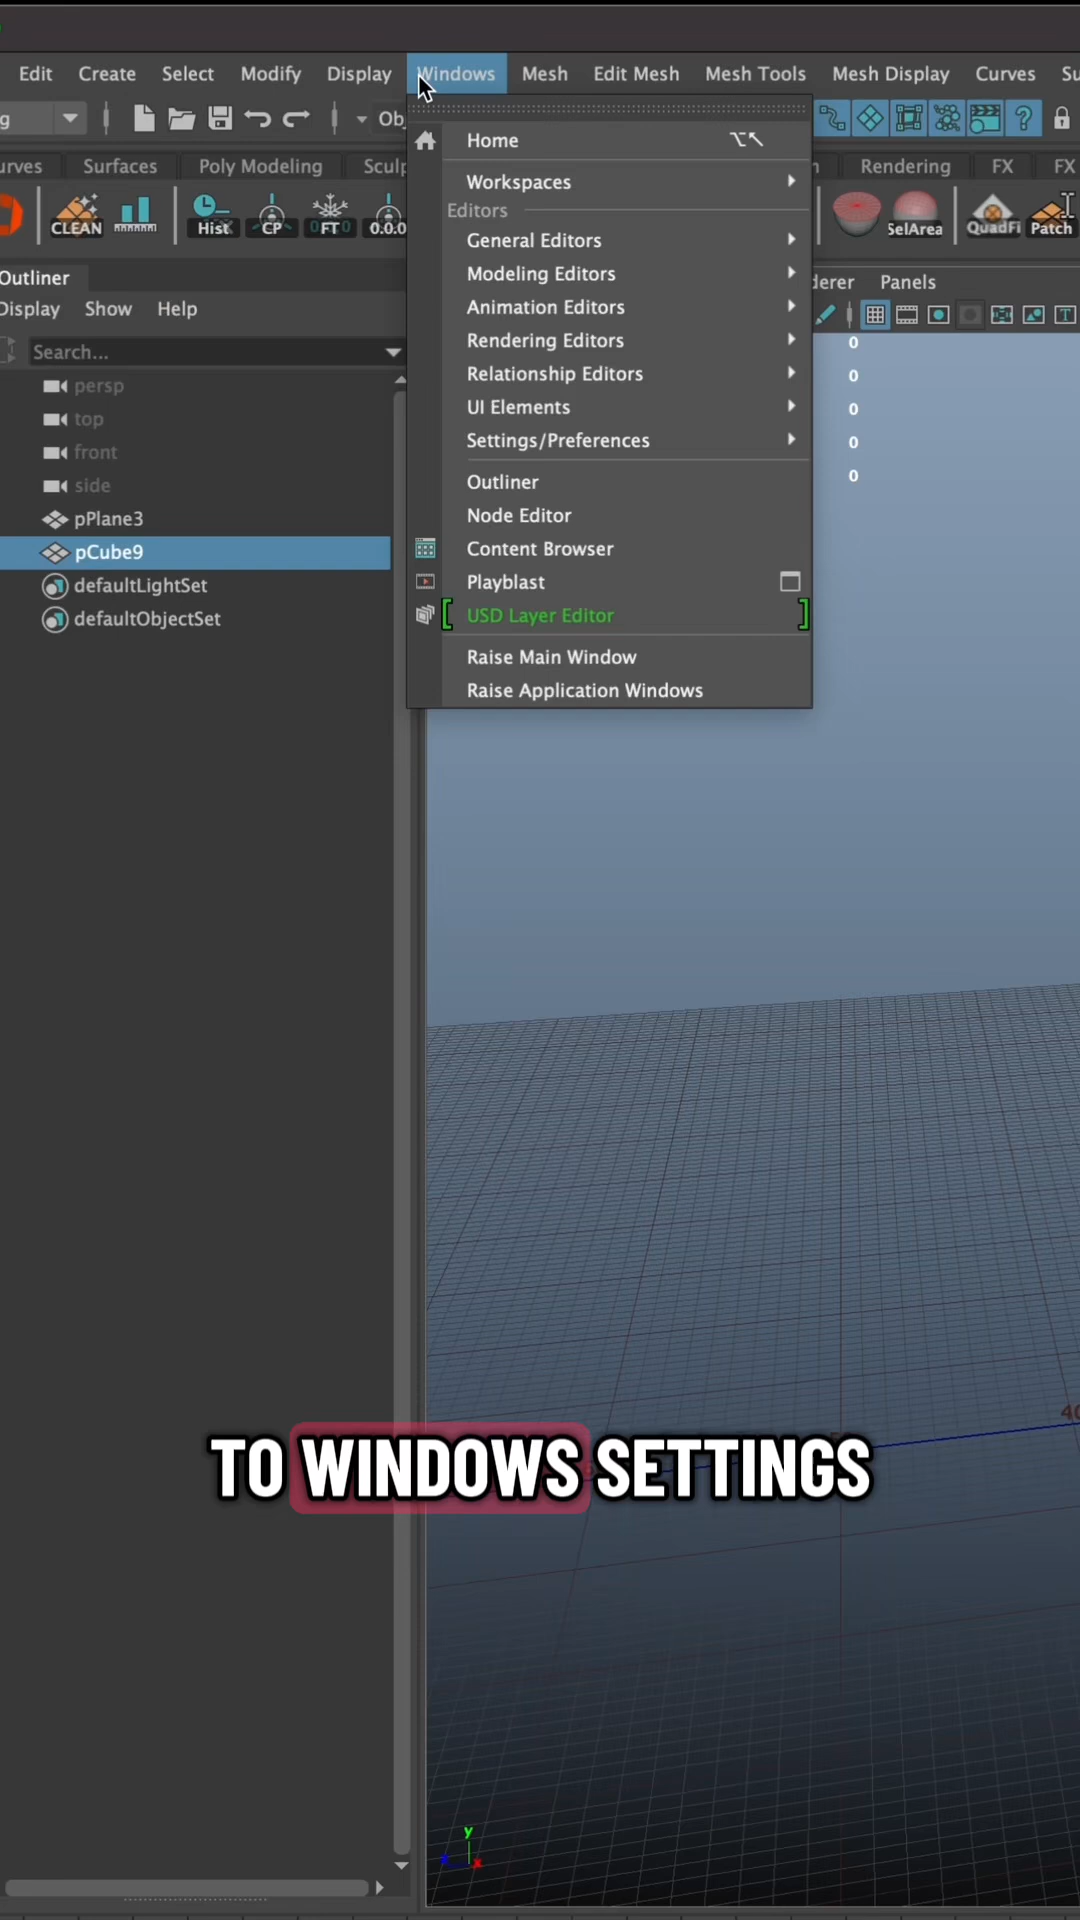 Edit Create Select Modify Display Windows Mesh Edit Mesh Mesh Tools Mesh Display Curves Su
g Obj
urves Surfaces Poly Modeling Sculp Rendering FX FX
CLEAN Hist CP FT 0.0.0 SelArea QuadFi Patch
Home ⌥↖
Workspaces
Editors
General Editors
Modeling Editors
Animation Editors
Rendering Editors
Relationship Editors
UI Elements
Settings/Preferences
Outliner
Node Editor
Content Browser
Playblast
[ USD Layer Editor ]
Raise Main Window
Raise Application Windows
Outliner
Display Show Help
Search...
persp
top
front
side
pPlane3
pCube9
defaultLightSet
defaultObjectSet
derer Panels
0
0
0
0
0
40
TO WINDOWS SETTINGS
y
x